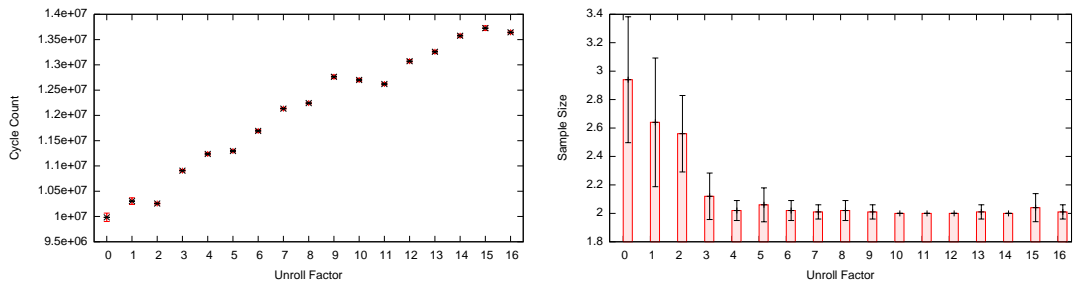 1.4e+07
1.35e+07
1.3e+07
1.25e+07
1.2e+07
1.15e+07
1.1e+07
1.05e+07
1e+07
9.5e+06
Cycle Count
0 1 2 3 4 5 6 7 8 9 10 11 12 13 14 15 16
Unroll Factor
3.4
3.2
3
2.8
2.6
2.4
2.2
2
1.8
Sample Size
0 1 2 3 4 5 6 7 8 9 10 11 12 13 14 15 16
Unroll Factor